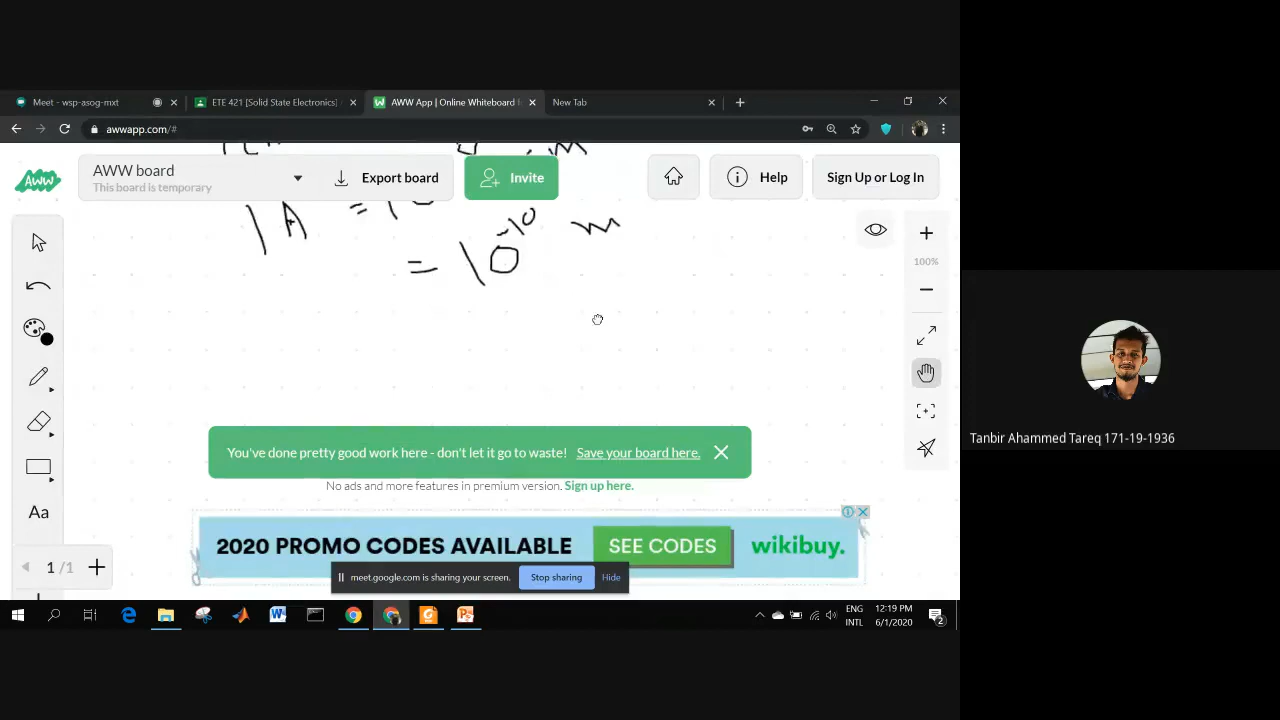 Meet - wsp-asog-mxt
ETE 421 [Solid State Electronics]
AWW App | Online Whiteboard f
New Tab
awwapp.com/#
AWW board
This board is temporary
Export board
Invite
Help
Sign Up or Log In
1A = 10
= 10^-10 m
100%
You've done pretty good work here - don't let it go to waste! Save your board here.
No ads and more features in premium version. Sign up here.
Aa
2020 PROMO CODES AVAILABLE SEE CODES wikibuy.
1 /1
meet.google.com is sharing your screen. Stop sharing Hide
ENG 12:19 PM
INTL 6/1/2020 2
Tanbir Ahammed Tareq 171-19-1936